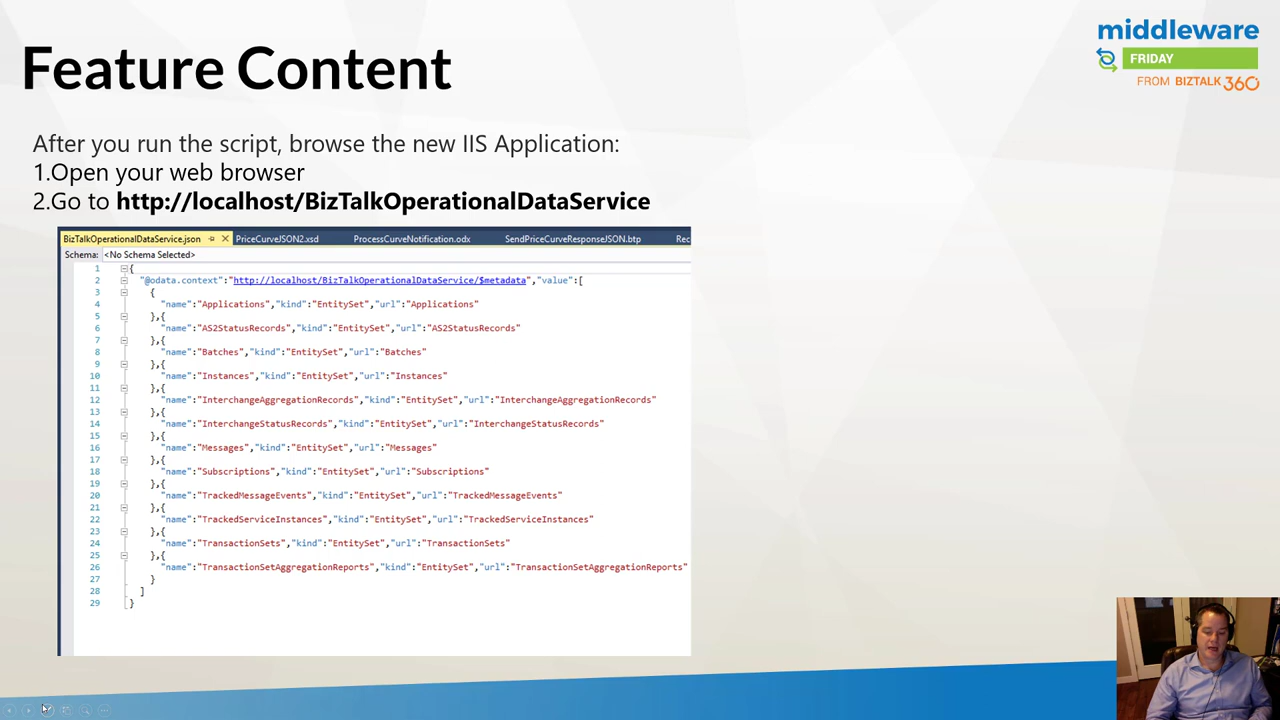 Feature Content
middleware
FRIDAY
FROM BIZTALK360
After you run the script, browse the new IIS Application:
1.Open your web browser
2.Go to http://localhost/BizTalkOperationalDataService
BizTalkOperationalDataService.json PriceCurveJSON2.xsd ProcessCurveNotification.odx SendPriceCurveResponseJSON.btp Rec
Schema: <No Schema Selected>
1 {
2 "@odata.context":"http://localhost/BizTalkOperationalDataService/$metadata","value":[
3 {
4 "name":"Applications","kind":"EntitySet","url":"Applications"
5 },{
6 "name":"AS2StatusRecords","kind":"EntitySet","url":"AS2StatusRecords"
7 },{
8 "name":"Batches","kind":"EntitySet","url":"Batches"
9 },{
10 "name":"Instances","kind":"EntitySet","url":"Instances"
11 },{
12 "name":"InterchangeAggregationRecords","kind":"EntitySet","url":"InterchangeAggregationRecords"
13 },{
14 "name":"InterchangeStatusRecords","kind":"EntitySet","url":"InterchangeStatusRecords"
15 },{
16 "name":"Messages","kind":"EntitySet","url":"Messages"
17 },{
18 "name":"Subscriptions","kind":"EntitySet","url":"Subscriptions"
19 },{
20 "name":"TrackedMessageEvents","kind":"EntitySet","url":"TrackedMessageEvents"
21 },{
22 "name":"TrackedServiceInstances","kind":"EntitySet","url":"TrackedServiceInstances"
23 },{
24 "name":"TransactionSets","kind":"EntitySet","url":"TransactionSets"
25 },{
26 "name":"TransactionSetAggregationReports","kind":"EntitySet","url":"TransactionSetAggregationReports"
27 }
28 ]
29 }